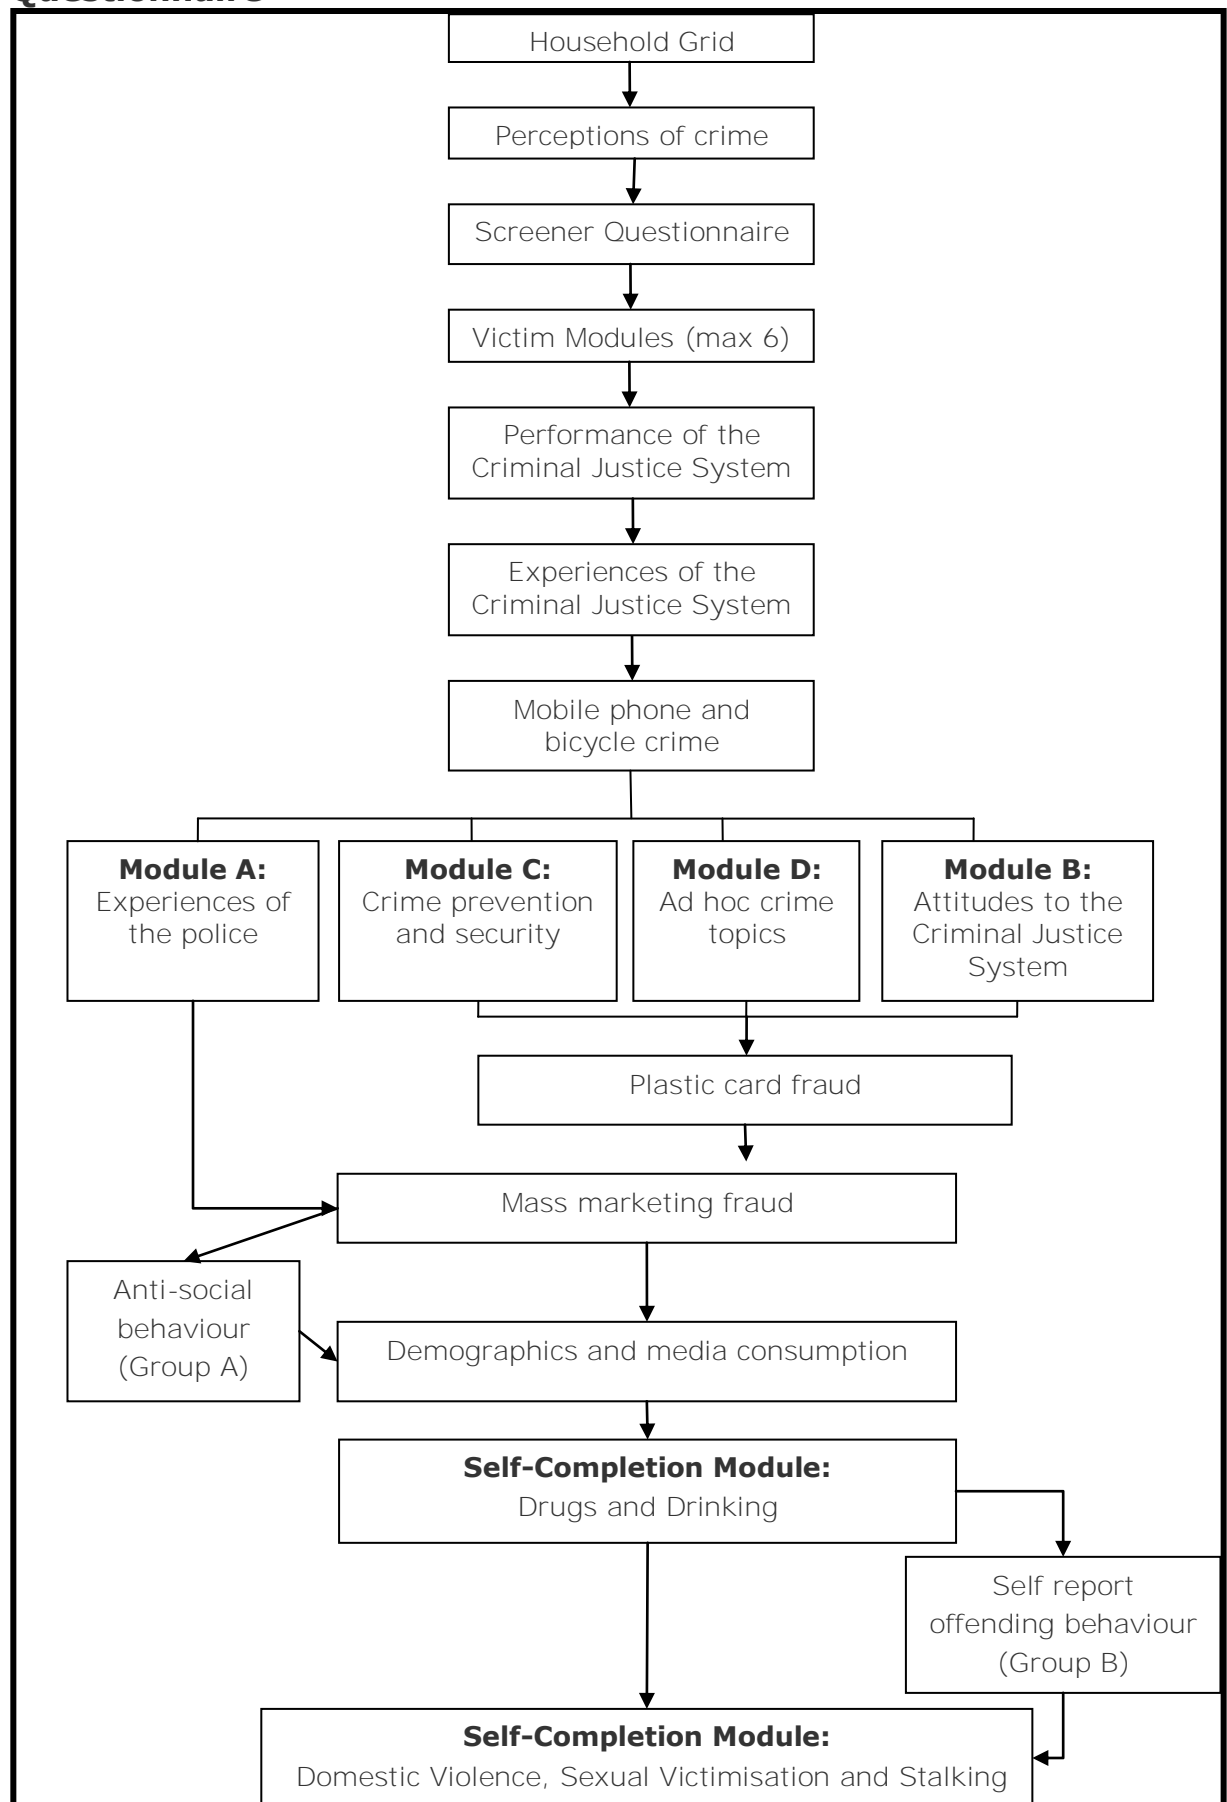 Questionnaire
Household Grid
Perceptions of crime
Screener Questionnaire
Victim Modules (max 6)
Performance of the
Criminal Justice System
Experiences of the
Criminal Justice System
Mobile phone and
bicycle crime
Module A:
Experiences of
the police
Module C:
Crime prevention
and security
Module D:
Ad hoc crime
topics
Module B:
Attitudes to the
Criminal Justice
System
Plastic card fraud
Mass marketing fraud
Anti-social
behaviour
(Group A)
Demographics and media consumption
Self-Completion Module:
Drugs and Drinking
Self report
offending behaviour
(Group B)
Self-Completion Module:
Domestic Violence, Sexual Victimisation and Stalking